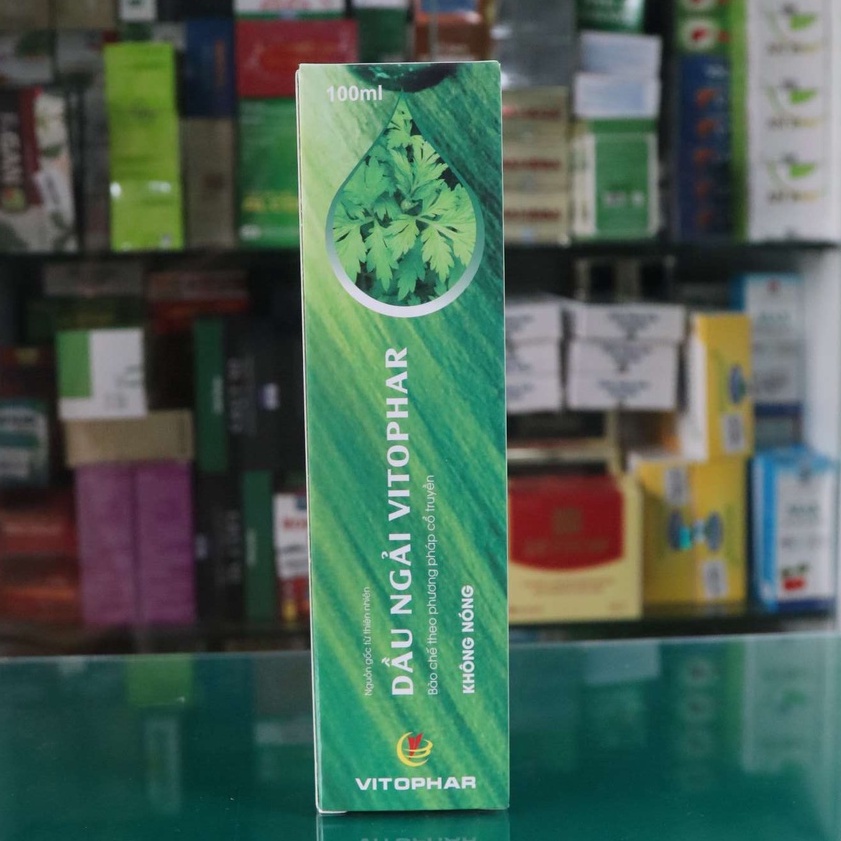 100ml
Nguồn gốc từ thiên nhiên
DẦU NGẢI VITOPHAR
Bào chế theo phương pháp cổ truyền
KHÔNG NÓNG
VITOPHAR